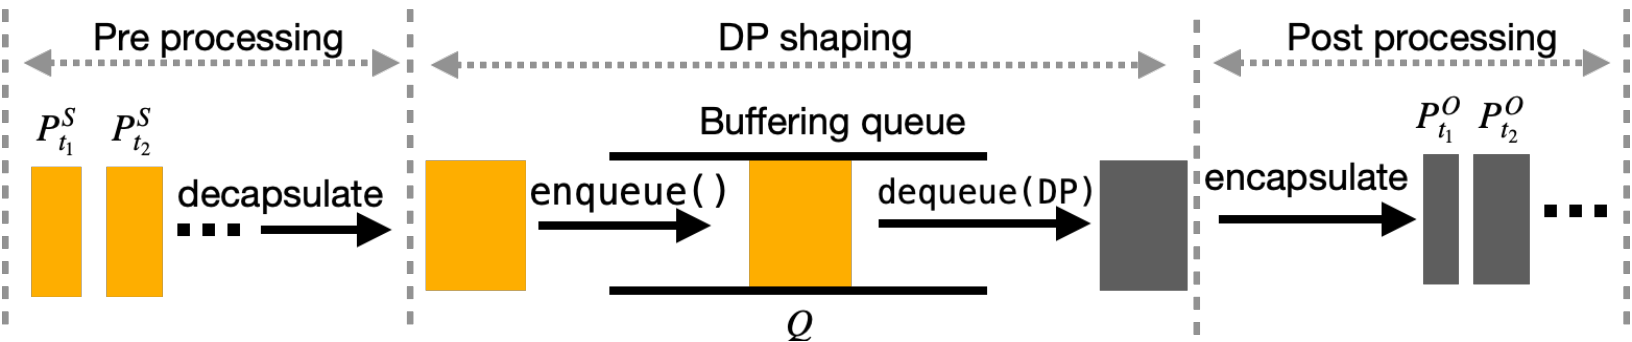 Pre processing
DP shaping
Post processing
P^S_{t_1} P^S_{t_2}
decapsulate
Buffering queue
enqueue()
dequeue(DP)
Q
encapsulate
P^O_{t_1} P^O_{t_2}